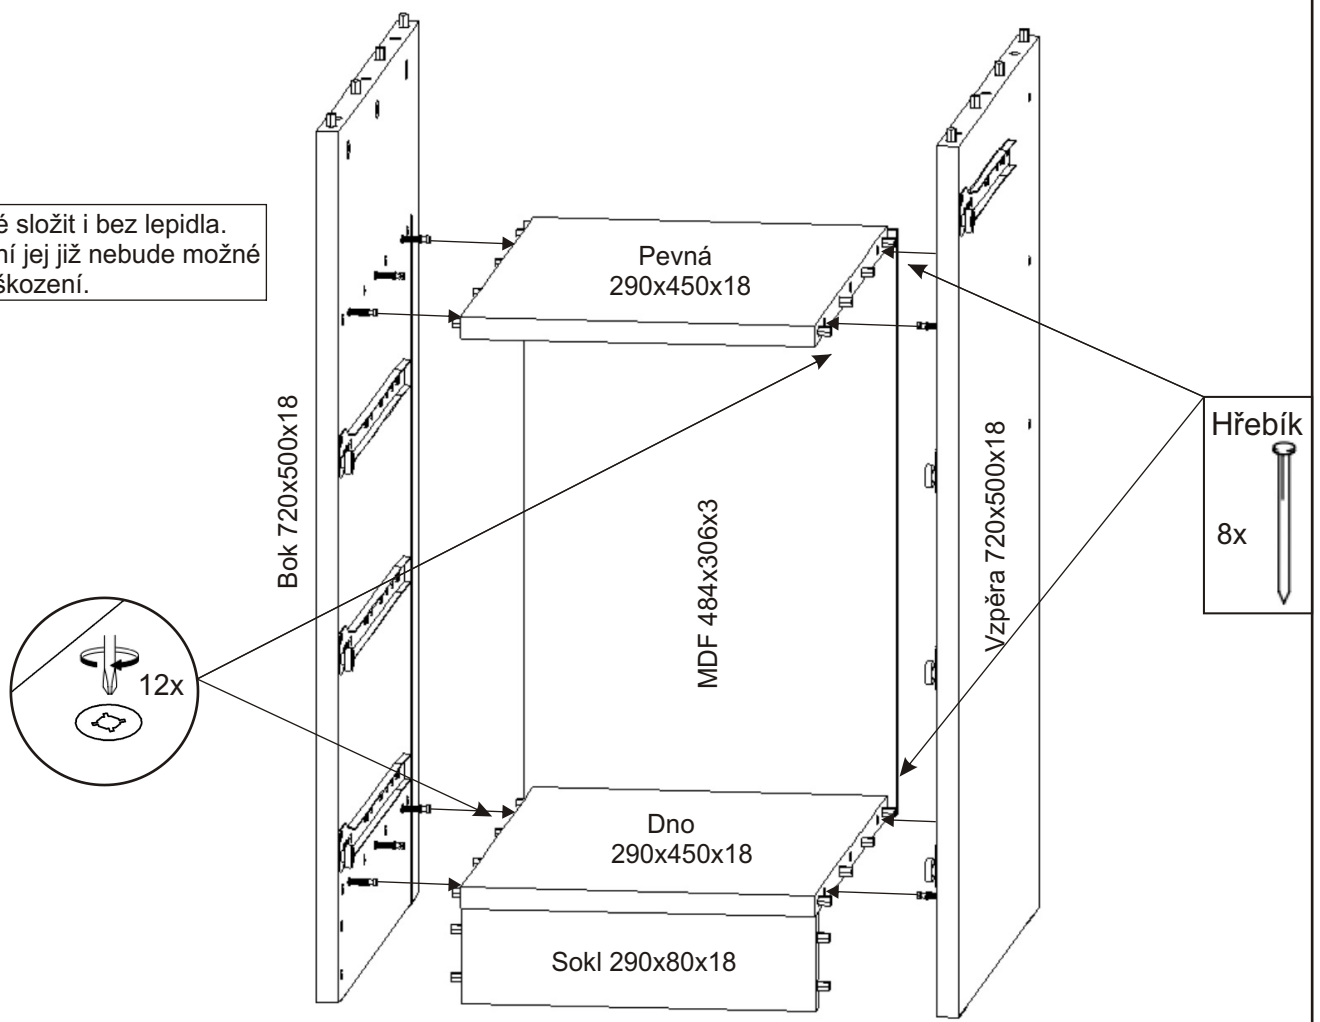 é složit i bez lepidla.
ní jej již nebude možné
škození.
Pevná
290x450x18
Bok 720x500x18
MDF 484x306x3
Vzpěra 720x500x18
Hřebík
8x
12x
Dno
290x450x18
Sokl 290x80x18